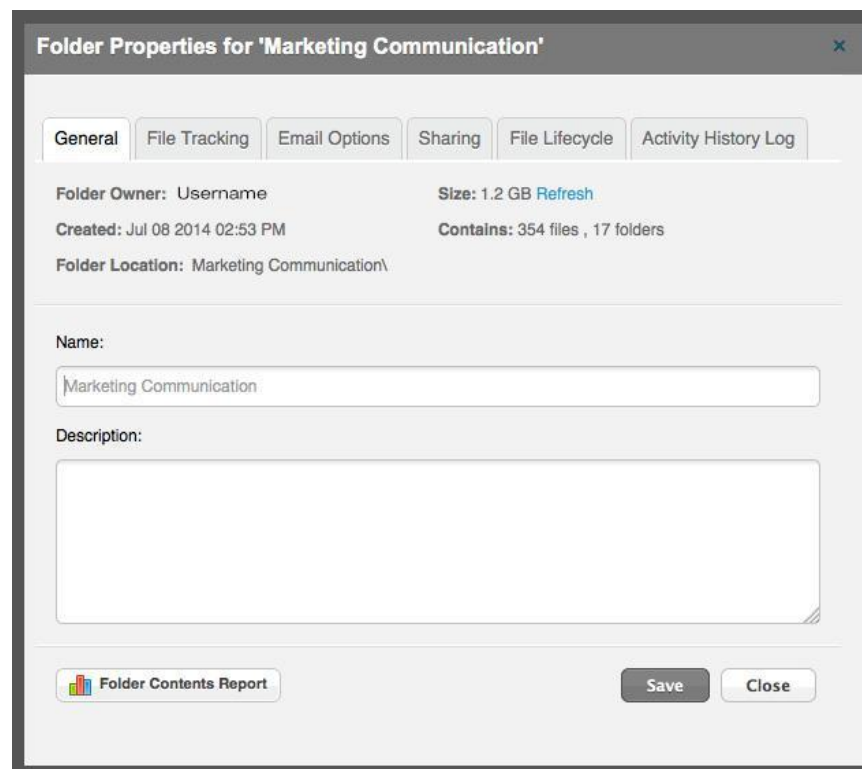 Folder Properties for 'Marketing Communication'
×
General File Tracking Email Options Sharing File Lifecycle Activity History Log
Folder Owner: Username Size: 1.2 GB Refresh
Created: Jul 08 2014 02:53 PM Contains: 354 files , 17 folders
Folder Location: Marketing Communication\
Name:
Marketing Communication
Description:
Folder Contents Report Save Close